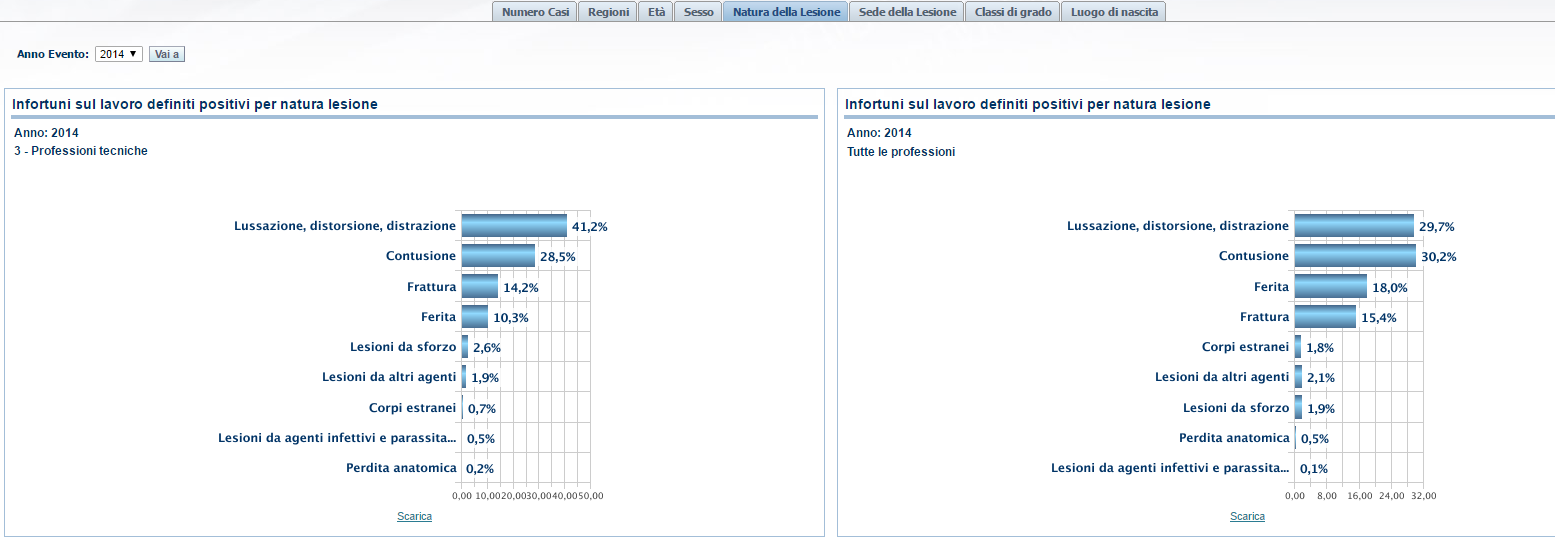 Numero Casi Regioni Età Sesso Natura della Lesione Sede della Lesione Classi di grado Luogo di nascita
Anno Evento: 2014 Vai a
Infortuni sul lavoro definiti positivi per natura lesione
Anno: 2014
3 - Professioni tecniche
Lussazione, distorsione, distrazione 41,2%
Contusione 28,5%
Frattura 14,2%
Ferita 10,3%
Lesioni da sforzo 2,6%
Lesioni da altri agenti 1,9%
Corpi estranei 0,7%
Lesioni da agenti infettivi e parassita... 0,5%
Perdita anatomica 0,2%
0,00 10,00 20,00 30,00 40,00 50,00
Scarica
Infortuni sul lavoro definiti positivi per natura lesione
Anno: 2014
Tutte le professioni
Lussazione, distorsione, distrazione 29,7%
Contusione 30,2%
Ferita 18,0%
Frattura 15,4%
Corpi estranei 1,8%
Lesioni da altri agenti 2,1%
Lesioni da sforzo 1,9%
Perdita anatomica 0,5%
Lesioni da agenti infettivi e parassita... 0,1%
0,00 8,00 16,00 24,00 32,00
Scarica